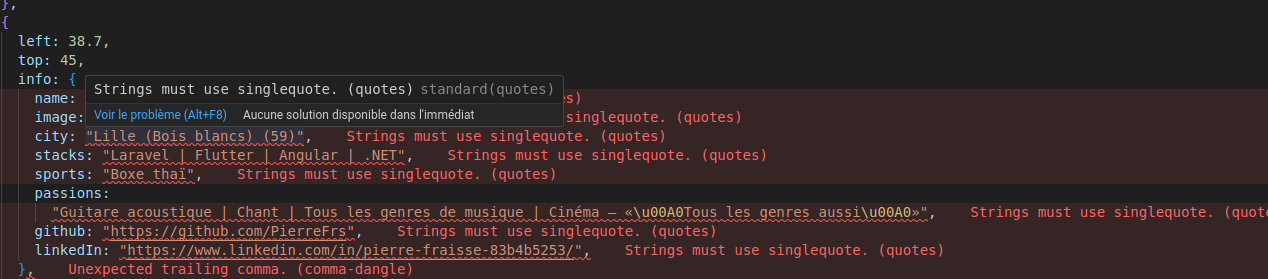 },
{
left: 38.7,
top: 45,
info: {
Strings must use singlequote. (quotes) standard(quotes)
Voir le problème (Alt+F8) Aucune solution disponible dans l'immédiat
name: es)
image: singlequote. (quotes)
city: "Lille (Bois blancs) (59)", Strings must use singlequote. (quotes)
stacks: "Laravel | Flutter | Angular | .NET", Strings must use singlequote. (quotes)
sports: "Boxe thaï", Strings must use singlequote. (quotes)
passions:
"Guitare acoustique | Chant | Tous les genres de musique | Cinéma – «\u00A0Tous les genres aussi\u00A0»", Strings must use singlequote. (quote
github: "https://github.com/PierreFrs", Strings must use singlequote. (quotes)
linkedIn: "https://www.linkedin.com/in/pierre-fraisse-83b4b5253/", Strings must use singlequote. (quotes)
}, Unexpected trailing comma. (comma-dangle)